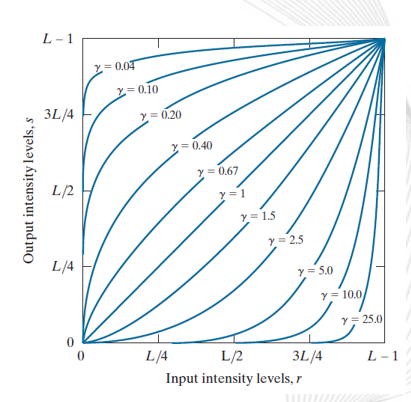 L – 1
γ = 0.04
γ = 0.10
3L/4
γ = 0.20
γ = 0.40
γ = 0.67
L/2
γ = 1
γ = 1.5
γ = 2.5
L/4
γ = 5.0
γ = 10.0
γ = 25.0
0
0 L/4 L/2 3L/4 L – 1
Output intensity levels, s
Input intensity levels, r